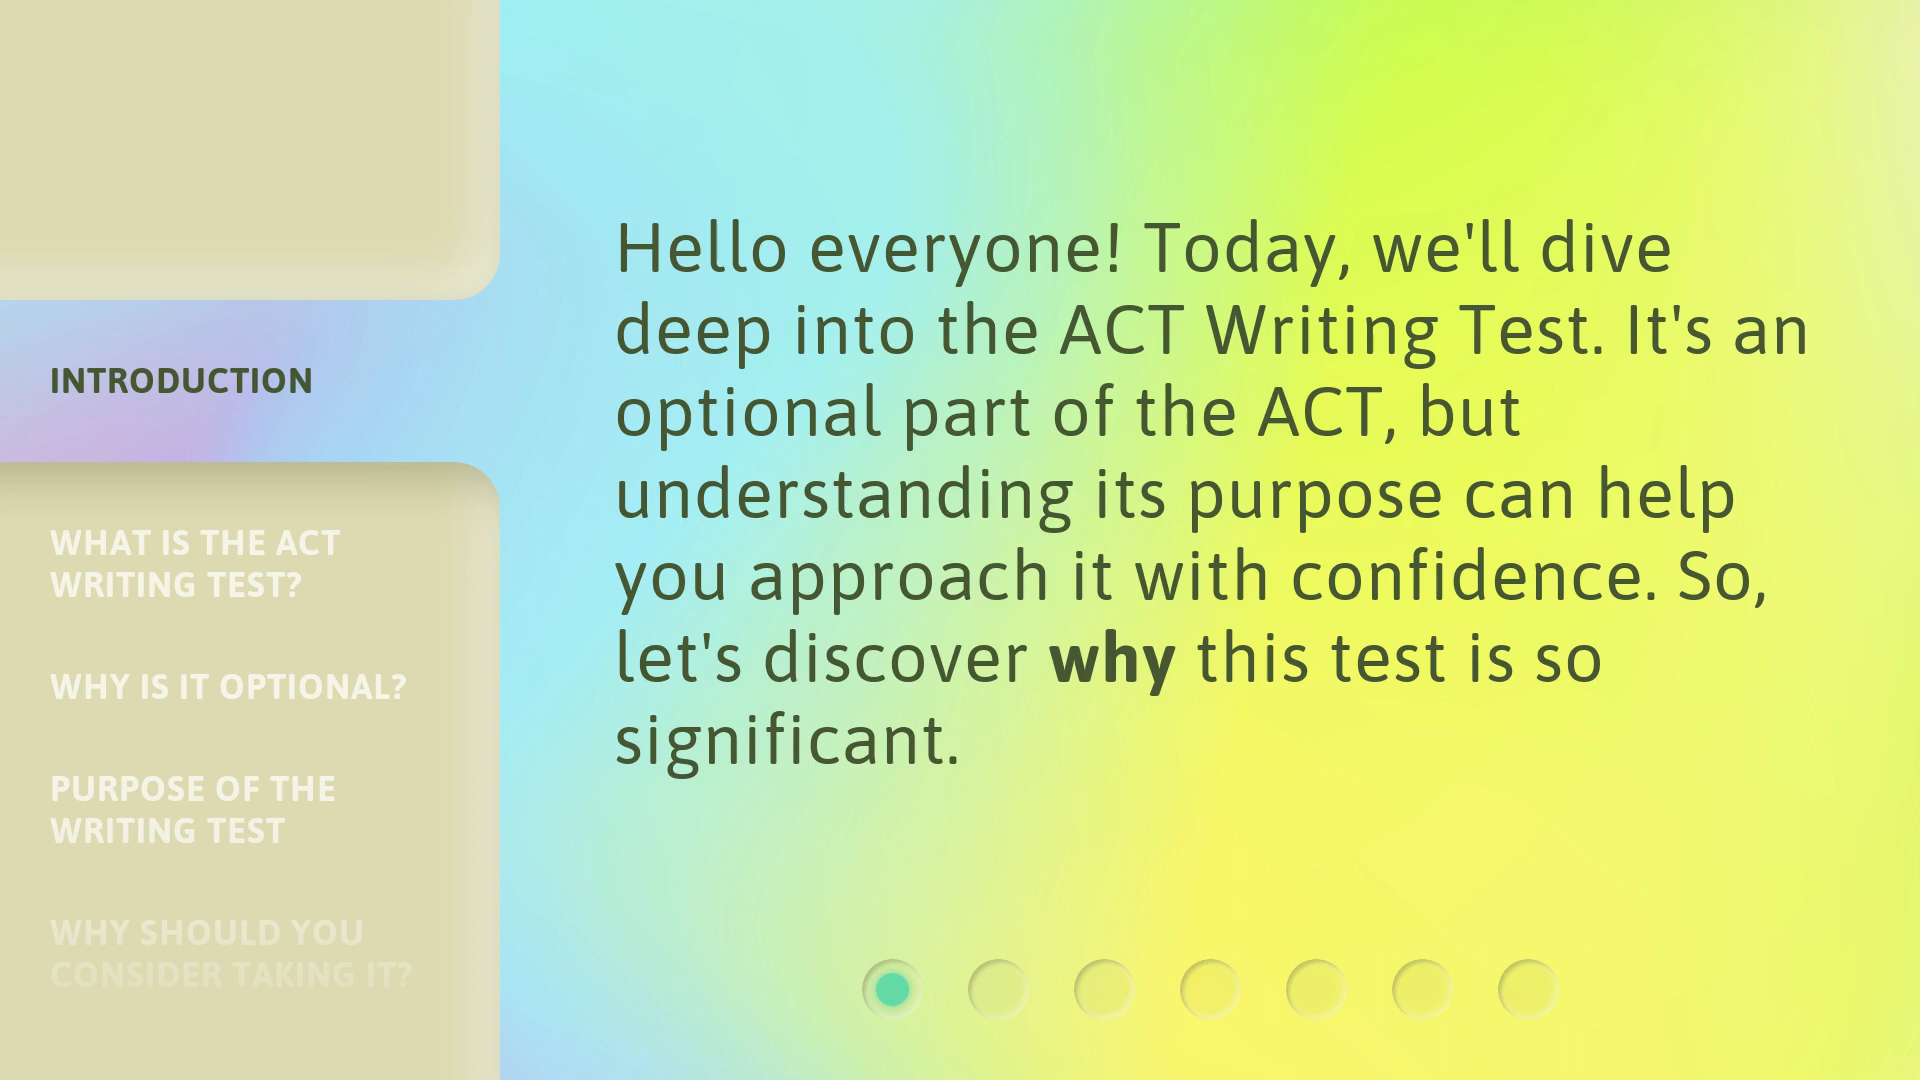 INTRODUCTION
WHAT IS THE ACT
WRITING TEST?
WHY IS IT OPTIONAL?
PURPOSE OF THE
WRITING TEST
WHY SHOULD YOU
CONSIDER TAKING IT?
Hello everyone! Today, we'll dive
deep into the ACT Writing Test. It's an
optional part of the ACT, but
understanding its purpose can help
you approach it with confidence. So,
let's discover why this test is so
significant.